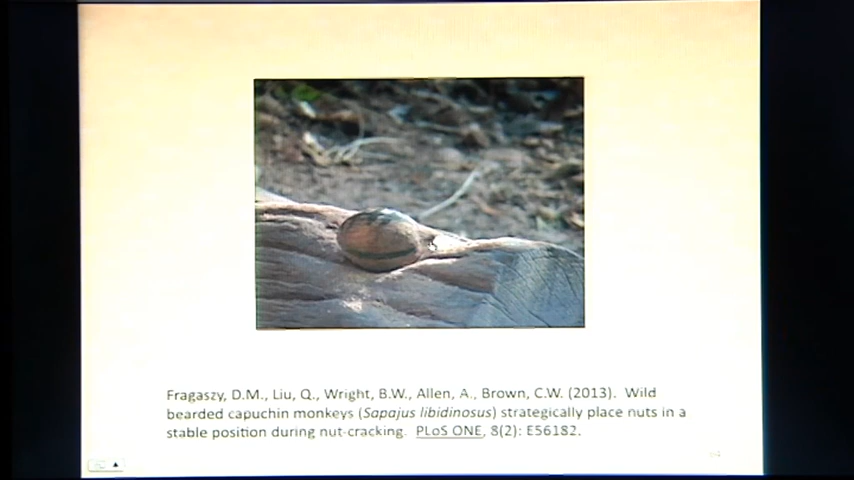 Fragaszy, D.M., Liu, Q., Wright, B.W., Allen, A., Brown, C.W. (2013). Wild
bearded capuchin monkeys (Sapajus libidinosus) strategically place nuts in a
stable position during nut-cracking. PLoS ONE, 8(2): E56182.